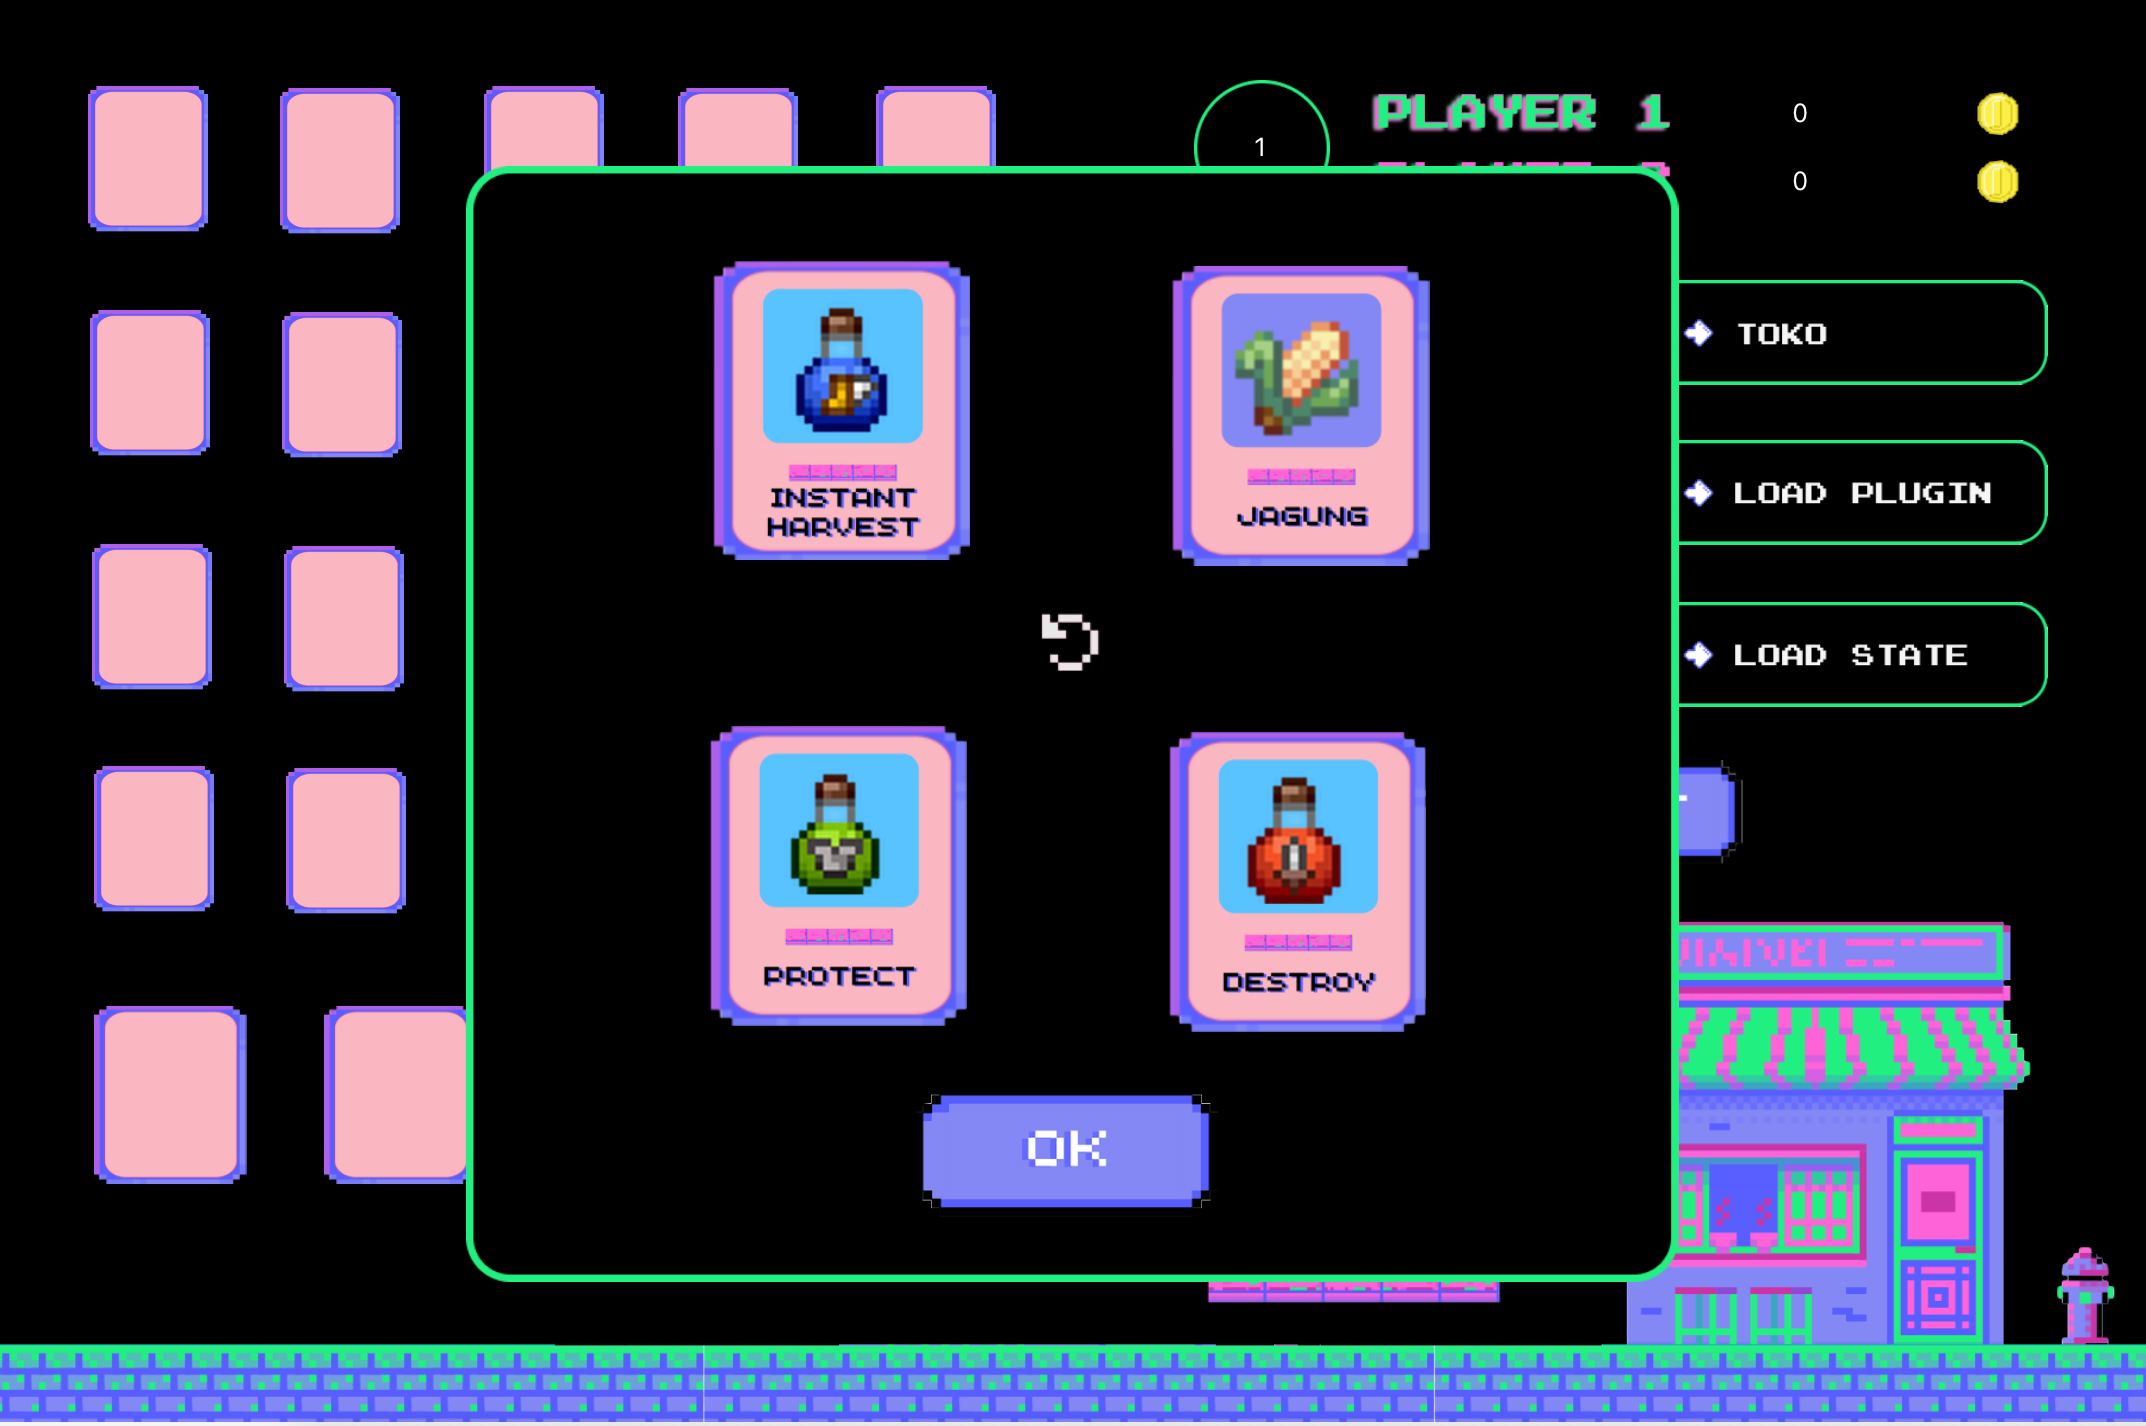 1
PLAYER 1
0
0
TOKO
LOAD PLUGIN
LOAD STATE
INSTANT
HARVEST
JAGUNG
PROTECT
DESTROY
OK